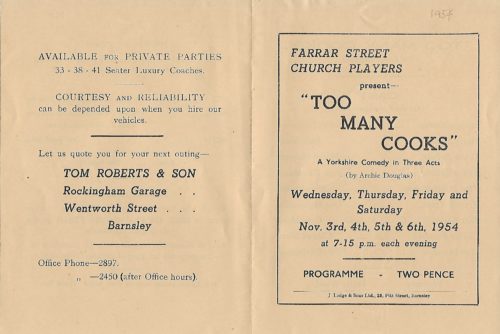 AVAILABLE FOR PRIVATE PARTIES
33 - 38 - 41 Seater Luxury Coaches.
COURTESY AND RELIABILITY
can be depended upon when you hire our
vehicles.
Let us quote you for your next outing—
TOM ROBERTS & SON
Rockingham Garage . .
Wentworth Street . . .
Barnsley
Office Phone—2897.
„ —2450 (after Office hours).
1954
FARRAR STREET
CHURCH PLAYERS
present—
"TOO
MANY
COOKS"
A Yorkshire Comedy in Three Acts
(by Archie Douglas)
Wednesday, Thursday, Friday and
Saturday
Nov. 3rd, 4th, 5th & 6th, 1954
at 7-15 p.m. each evening
PROGRAMME - TWO PENCE
J. Lodge & Sons Ltd., Pitt Street, Barnsley